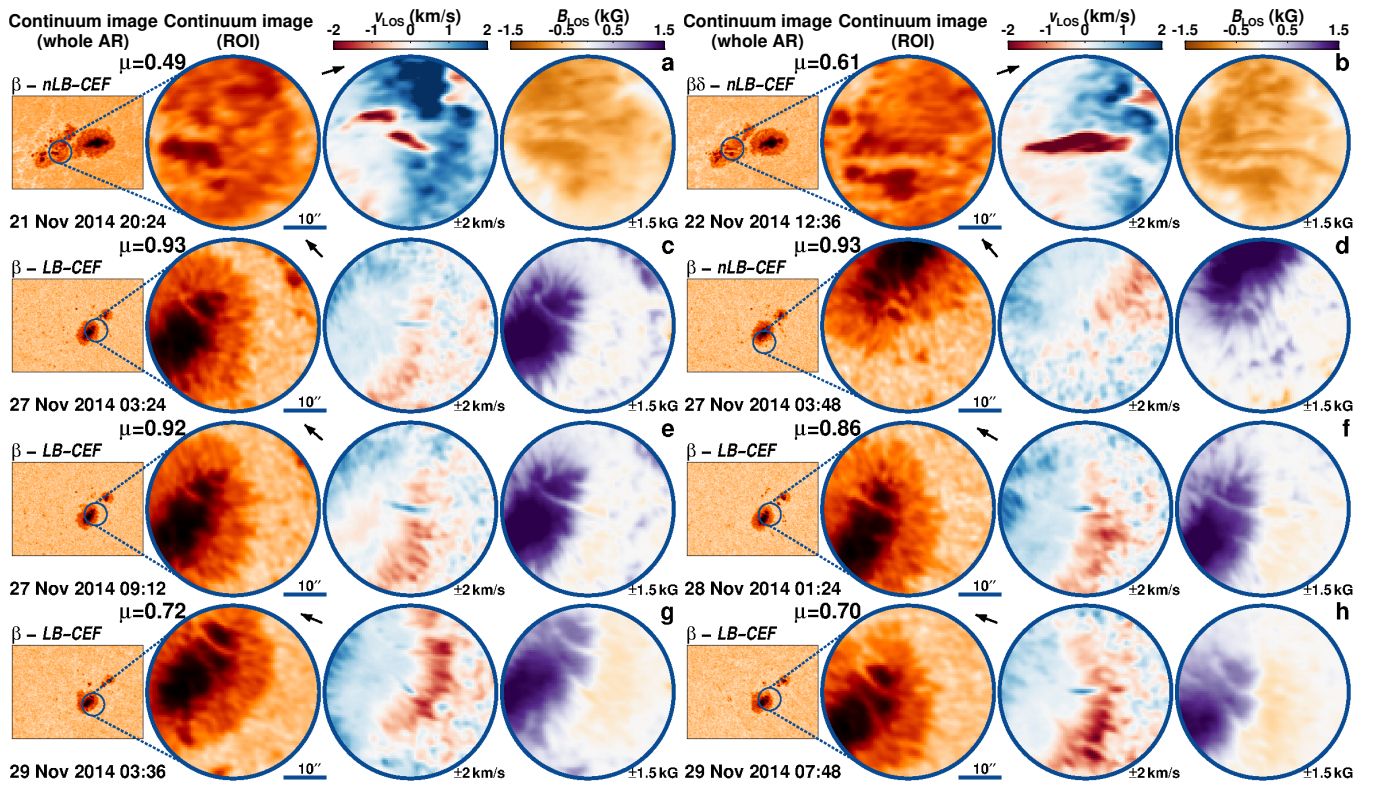 Continuum image Continuum image v_LOS (km/s) B_LOS (kG) Continuum image Continuum image v_LOS (km/s) B_LOS (kG)
(whole AR) (ROI) -2 -1 0 1 2 -1.5 -0.5 0.5 1.5 (whole AR) (ROI) -2 -1 0 1 2 -1.5 -0.5 0.5 1.5
μ=0.49 a μ=0.61 b
β – nLB–CEF βδ – nLB–CEF
21 Nov 2014 20:24 10″ ±2 km/s ±1.5 kG 22 Nov 2014 12:36 10″ ±2 km/s ±1.5 kG
μ=0.93 c μ=0.93 d
β – LB–CEF β – nLB–CEF
27 Nov 2014 03:24 10″ ±2 km/s ±1.5 kG 27 Nov 2014 03:48 10″ ±2 km/s ±1.5 kG
μ=0.92 e μ=0.86 f
β – LB–CEF β – LB–CEF
27 Nov 2014 09:12 10″ ±2 km/s ±1.5 kG 28 Nov 2014 01:24 10″ ±2 km/s ±1.5 kG
μ=0.72 g μ=0.70 h
β – LB–CEF β – LB–CEF
29 Nov 2014 03:36 10″ ±2 km/s ±1.5 kG 29 Nov 2014 07:48 10″ ±2 km/s ±1.5 kG